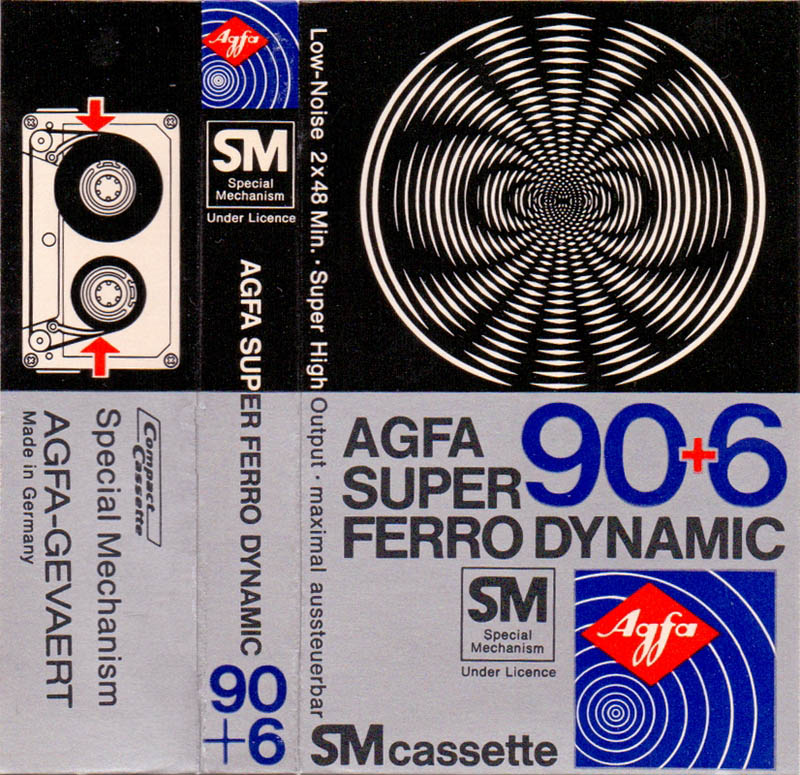 Compact
Cassette
Special Mechanism
AGFA-GEVAERT
Made in Germany
Agfa
SM
Special
Mechanism
Under Licence
AGFA SUPER FERRO DYNAMIC
90
+6
Low-Noise 2x48 Min. · Super High Output · maximal aussteuerbar
AGFA
SUPER 90+6
FERRO DYNAMIC
SM
Special
Mechanism
Under Licence
Agfa
SM cassette